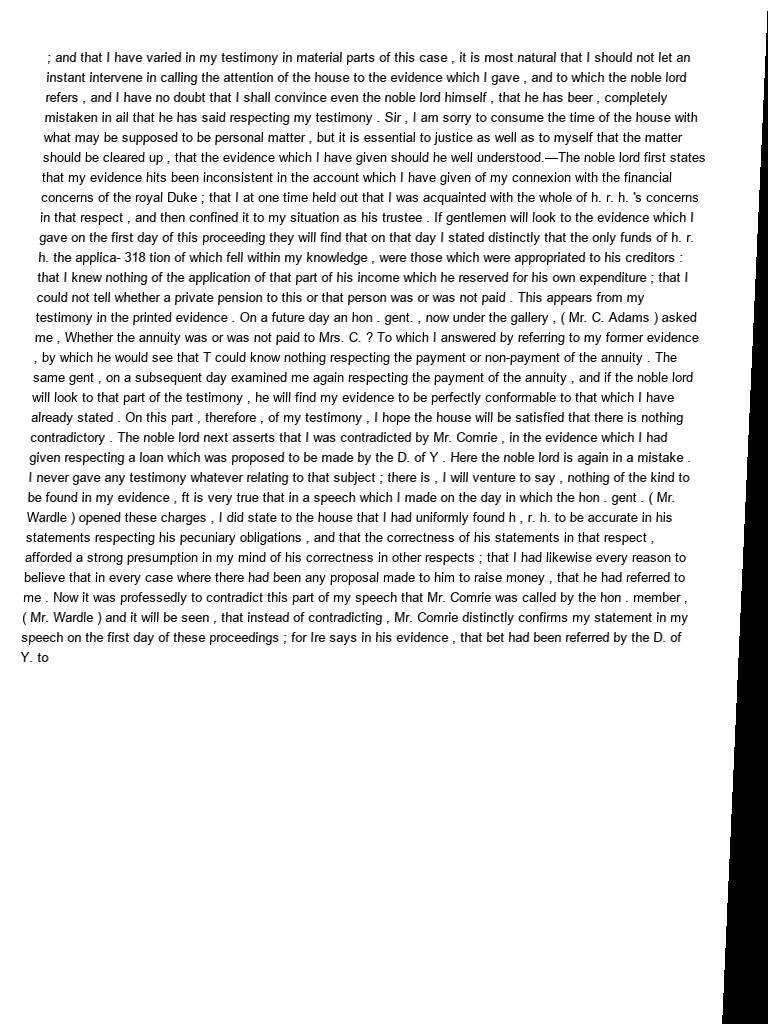 ; and that I have varied in my testimony in material parts of this case , it is most natural that I should not let an
instant intervene in calling the attention of the house to the evidence which I gave , and to which the noble lord
refers , and I have no doubt that I shall convince even the noble lord himself , that he has beer , completely
mistaken in ail that he has said respecting my testimony . Sir , I am sorry to consume the time of the house with
what may be supposed to be personal matter , but it is essential to justice as well as to myself that the matter
should be cleared up , that the evidence which I have given should he well understood.—The noble lord first states
that my evidence hits been inconsistent in the account which I have given of my connexion with the financial
concerns of the royal Duke ; that I at one time held out that I was acquainted with the whole of h. r. h. 's concerns
in that respect , and then confined it to my situation as his trustee . If gentlemen will look to the evidence which I
gave on the first day of this proceeding they will find that on that day I stated distinctly that the only funds of h. r.
h. the applica- 318 tion of which fell within my knowledge , were those which were appropriated to his creditors :
that I knew nothing of the application of that part of his income which he reserved for his own expenditure ; that I
could not tell whether a private pension to this or that person was or was not paid . This appears from my
testimony in the printed evidence . On a future day an hon . gent. , now under the gallery , ( Mr. C. Adams ) asked
me , Whether the annuity was or was not paid to Mrs. C. ? To which I answered by referring to my former evidence
, by which he would see that T could know nothing respecting the payment or non-payment of the annuity . The
same gent , on a subsequent day examined me again respecting the payment of the annuity , and if the noble lord
will look to that part of the testimony , he will find my evidence to be perfectly conformable to that which I have
already stated . On this part , therefore , of my testimony , I hope the house will be satisfied that there is nothing
contradictory . The noble lord next asserts that I was contradicted by Mr. Comrie , in the evidence which I had
given respecting a loan which was proposed to be made by the D. of Y . Here the noble lord is again in a mistake .
I never gave any testimony whatever relating to that subject ; there is , I will venture to say , nothing of the kind to
be found in my evidence , ft is very true that in a speech which I made on the day in which the hon . gent . ( Mr.
Wardle ) opened these charges , I did state to the house that I had uniformly found h , r. h. to be accurate in his
statements respecting his pecuniary obligations , and that the correctness of his statements in that respect ,
afforded a strong presumption in my mind of his correctness in other respects ; that I had likewise every reason to
believe that in every case where there had been any proposal made to him to raise money , that he had referred to
me . Now it was professedly to contradict this part of my speech that Mr. Comrie was called by the hon . member ,
( Mr. Wardle ) and it will be seen , that instead of contradicting , Mr. Comrie distinctly confirms my statement in my
speech on the first day of these proceedings ; for Ire says in his evidence , that bet had been referred by the D. of
Y. to